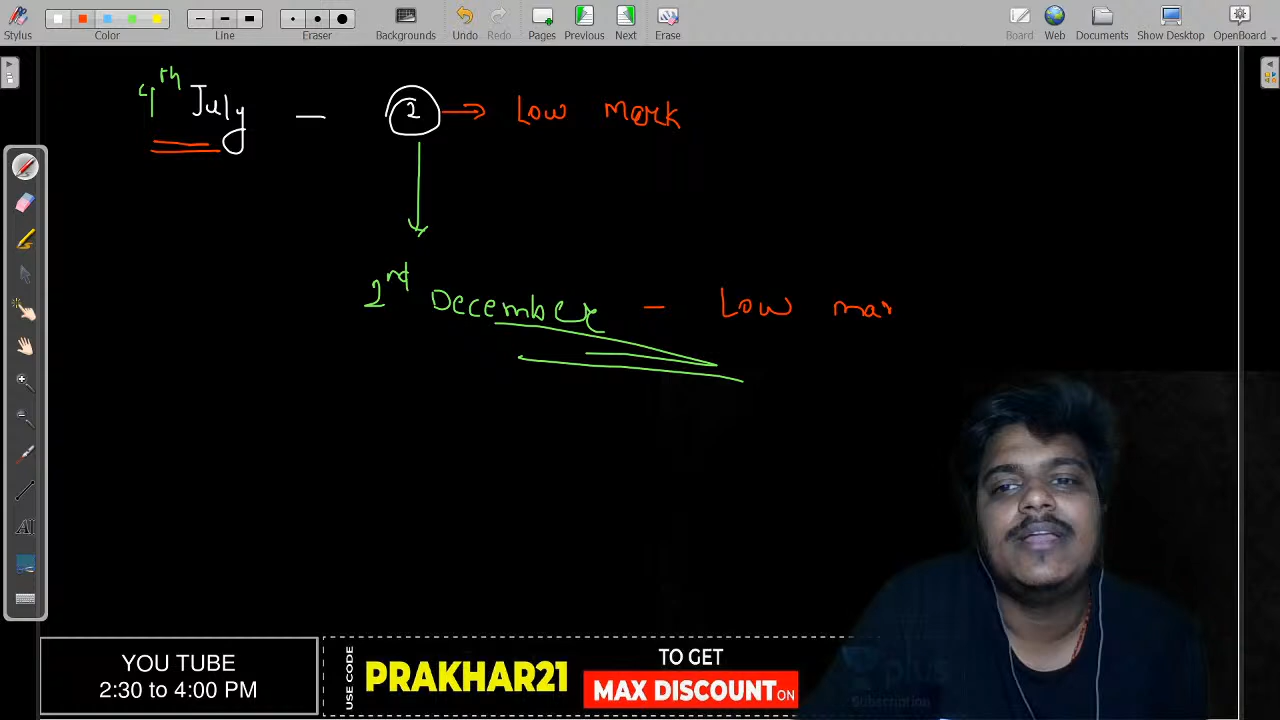 Stylus Color Line Eraser Backgrounds Undo Redo Pages Previous Next Erase Board Web Documents Show Desktop OpenBoard
4th July - 2 → Low mark
2nd December - Low mar
YOU TUBE
2:30 to 4:00 PM
USE CODE
PRAKHAR21
TO GET
MAX DISCOUNT ON
plus
Subscription